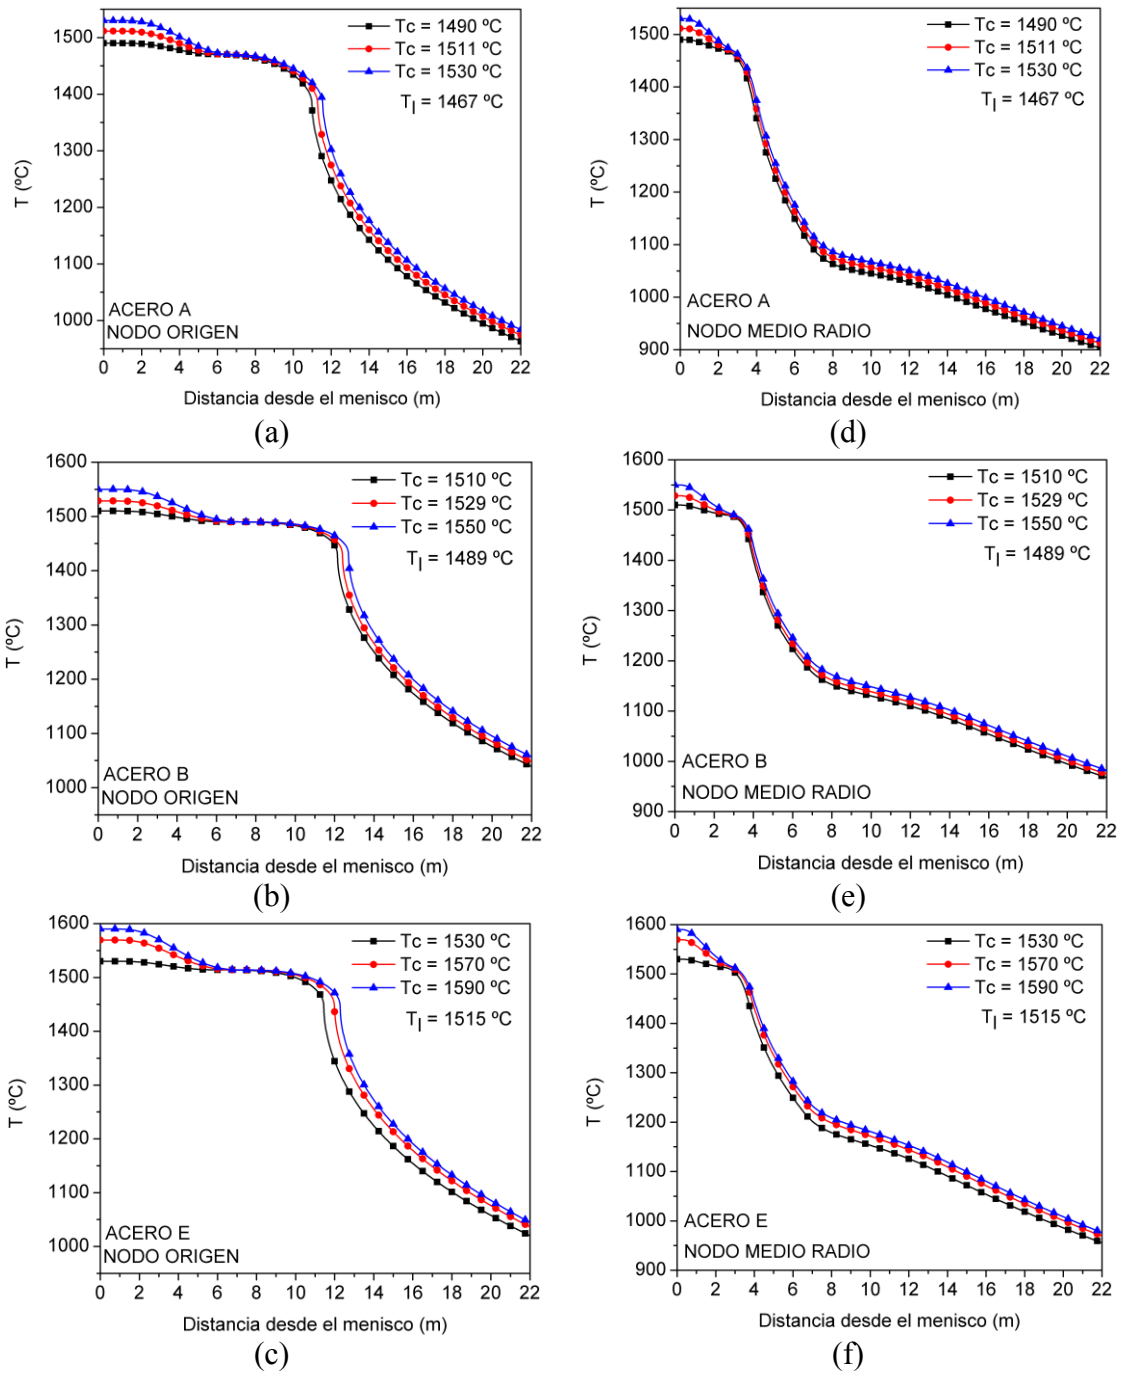 1500
1400
1300
1200
1100
1000
T (ºC)
Tc = 1490 ºC
Tc = 1511 ºC
Tc = 1530 ºC
Tl = 1467 ºC
ACERO A
NODO ORIGEN
0 2 4 6 8 10 12 14 16 18 20 22
Distancia desde el menisco (m)
(a)
1500
1400
1300
1200
1100
1000
900
T (ºC)
Tc = 1490 ºC
Tc = 1511 ºC
Tc = 1530 ºC
Tl = 1467 ºC
ACERO A
NODO MEDIO RADIO
0 2 4 6 8 10 12 14 16 18 20 22
Distancia desde el menisco (m)
(d)
1600
1500
1400
1300
1200
1100
1000
T (ºC)
Tc = 1510 ºC
Tc = 1529 ºC
Tc = 1550 ºC
Tl = 1489 ºC
ACERO B
NODO ORIGEN
0 2 4 6 8 10 12 14 16 18 20 22
Distancia desde el menisco (m)
(b)
1600
1500
1400
1300
1200
1100
1000
900
T (ºC)
Tc = 1510 ºC
Tc = 1529 ºC
Tc = 1550 ºC
Tl = 1489 ºC
ACERO B
NODO MEDIO RADIO
0 2 4 6 8 10 12 14 16 18 20 22
Distancia desde el menisco (m)
(e)
1600
1500
1400
1300
1200
1100
1000
T (ºC)
Tc = 1530 ºC
Tc = 1570 ºC
Tc = 1590 ºC
Tl = 1515 ºC
ACERO E
NODO ORIGEN
0 2 4 6 8 10 12 14 16 18 20 22
Distancia desde el menisco (m)
(c)
1600
1500
1400
1300
1200
1100
1000
900
T (ºC)
Tc = 1530 ºC
Tc = 1570 ºC
Tc = 1590 ºC
Tl = 1515 ºC
ACERO E
NODO MEDIO RADIO
0 2 4 6 8 10 12 14 16 18 20 22
Distancia desde el menisco (m)
(f)